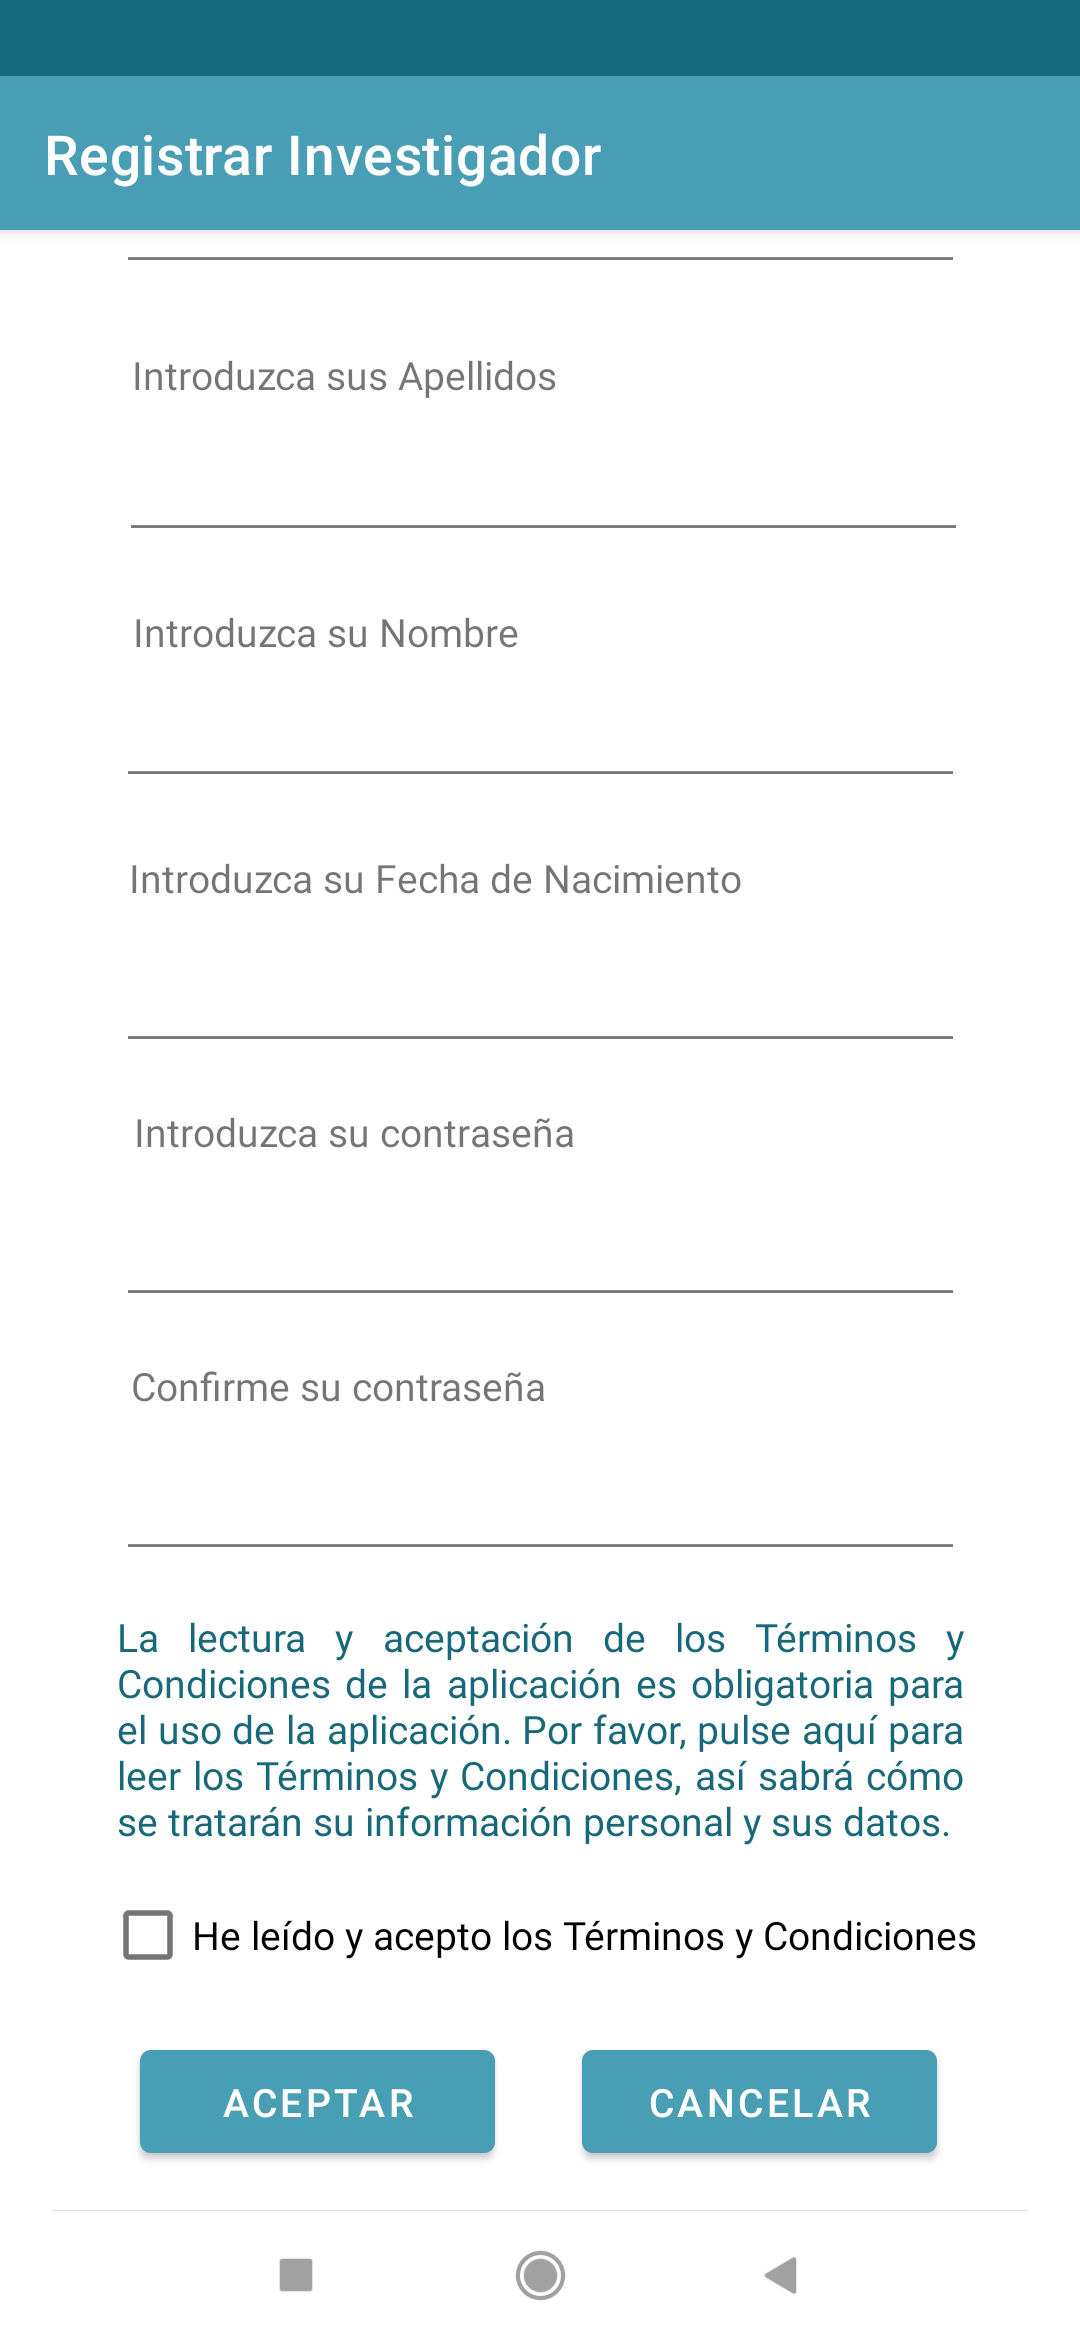 Registrar Investigador
Introduzca sus Apellidos
Introduzca su Nombre
Introduzca su Fecha de Nacimiento
Introduzca su contraseña
Confirme su contraseña
La lectura y aceptación de los Términos y
Condiciones de la aplicación es obligatoria para
el uso de la aplicación. Por favor, pulse aquí para
leer los Términos y Condiciones, así sabrá cómo
se tratarán su información personal y sus datos.
He leído y acepto los Términos y Condiciones
ACEPTAR
CANCELAR